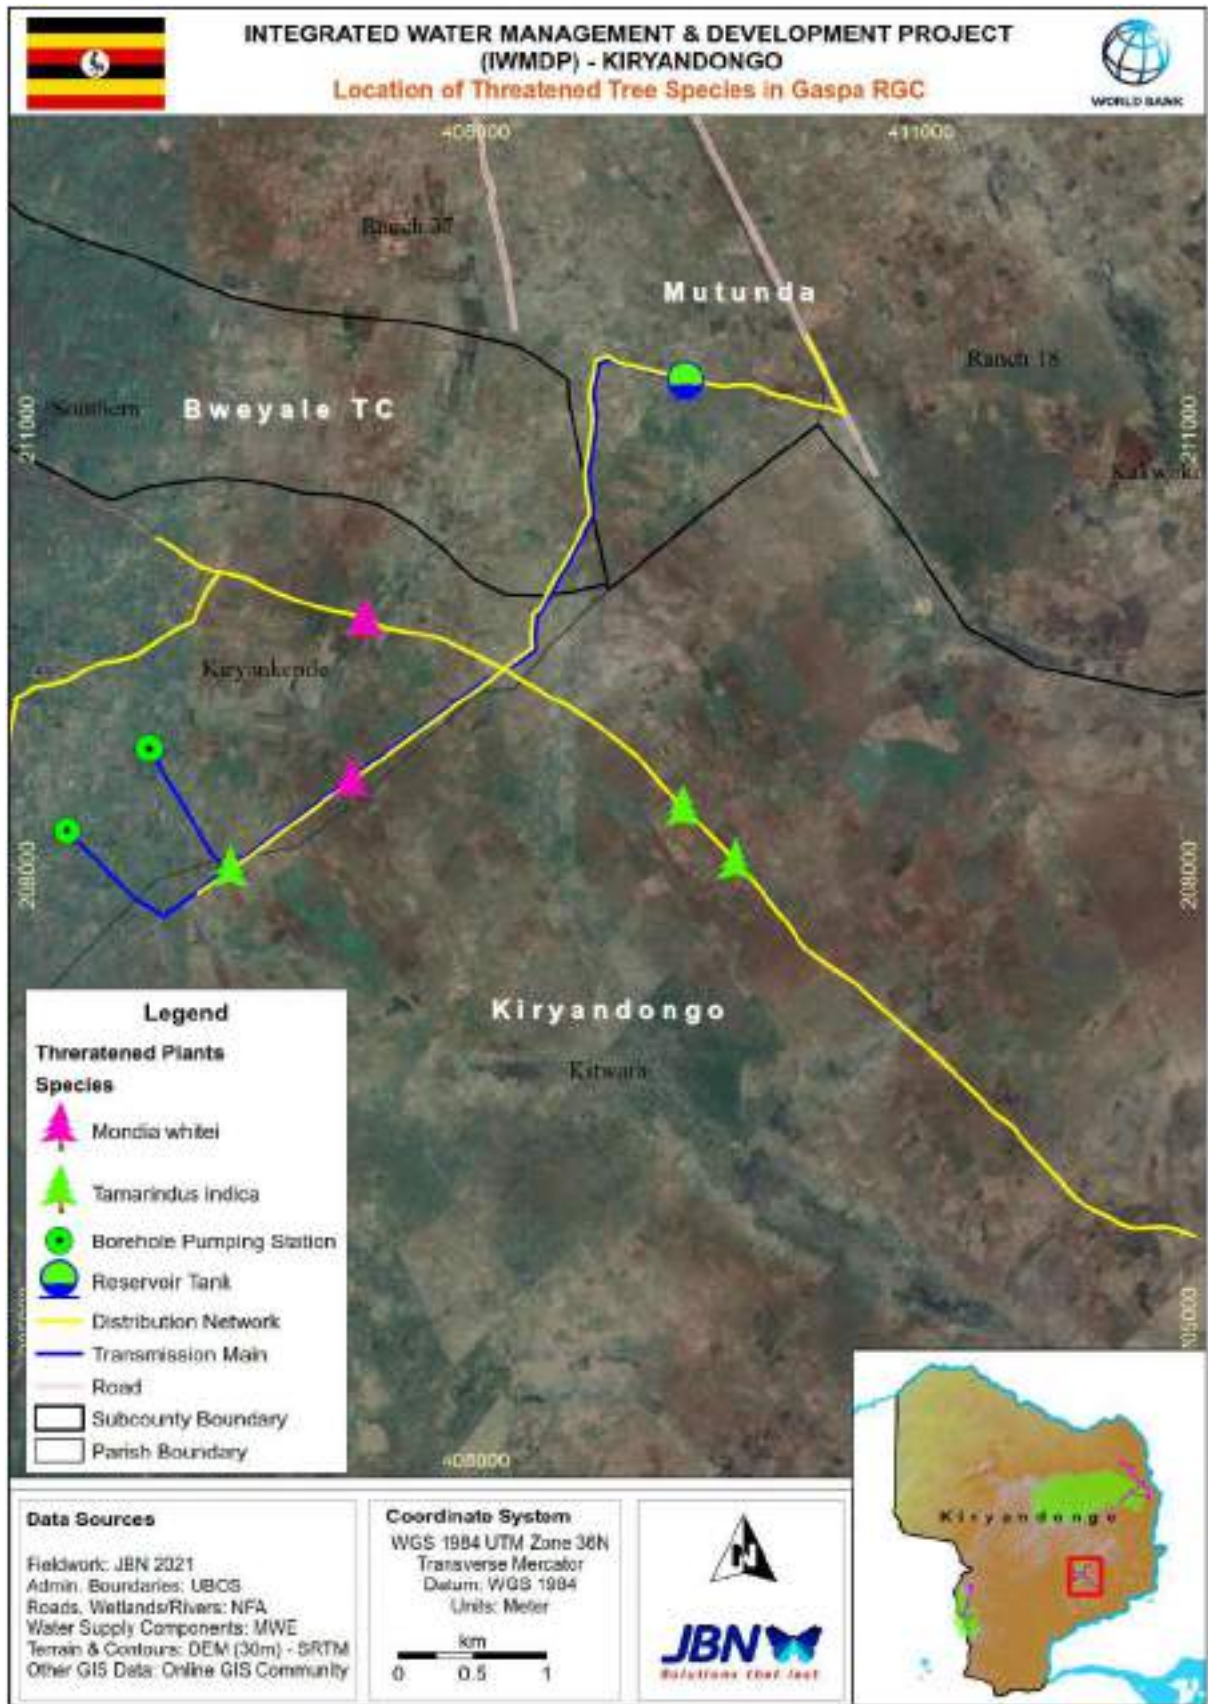 INTEGRATED WATER MANAGEMENT & DEVELOPMENT PROJECT
(IWMDP) - KIRYANDONGO
Location of Threatened Tree Species in Gaspa RGC
WORLD BANK
408000
411000
Ranch 37
Mutunda
Ranch 18
Southern
Bweyale TC
211000
211000
Kiryankende
208000
208000
Kiryandongo
Kitwara
Legend
Threratened Plants
Species
Mondia whitei
Tamarindus indica
Borehole Pumping Station
Reservoir Tank
Distribution Network
Transmission Main
Road
Subcounty Boundary
Parish Boundary
408000
Kiryandongo
Data Sources
Fieldwork: JBN 2021
Admin. Boundaries: UBOS
Roads, Wetlands/Rivers: NFA
Water Supply Components: MWE
Terrain & Contours: DEM (30m) - SRTM
Other GIS Data: Online GIS Community
Coordinate System
WGS 1984 UTM Zone 36N
Transverse Mercator
Datum: WGS 1984
Units: Meter
km
0 0.5 1
N
JBN
Solutions that last